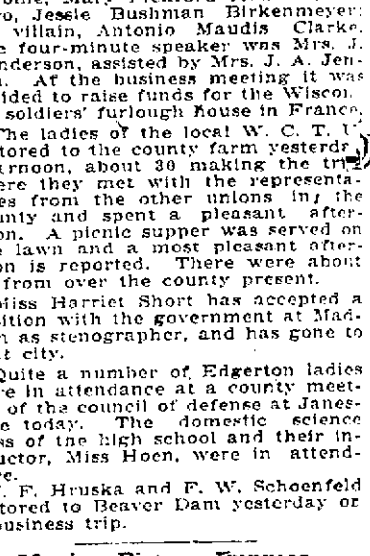 ro, Jessie Bushman Birkenmeyer;
villain, Antonio Maudis Clarke.
e four-minute speaker was Mrs. J.
nderson, assisted by Mrs. J. A. Jen-
. At the business meeting it was
ided to raise funds for the Wiscon.
soldiers' furlough house in France.
The ladies of the local W. C. T. U.
tored to the county farm yesterd
arnoon, about 30 making the tri
ere they met with the representa-
es from the other unions in the
unty and spent a pleasant after-
on. A picnic supper was served on
e lawn and a most pleasant after-
on is reported. There were about
from over the county present.
Miss Harriet Short has accepted a
sition with the government at Mad-
n as stenographer, and has gone to
t city.
Quite a number of Edgerton ladies
re in attendance at a county meet-
of the council of defense at Janes-
e today. The domestic science
ss of the high school and their in-
uctor, Miss Hoen, were in attend-
e.
. F. Hruska and F. W. Schoenfeld
tored to Beaver Dam yesterday or
usiness trip.